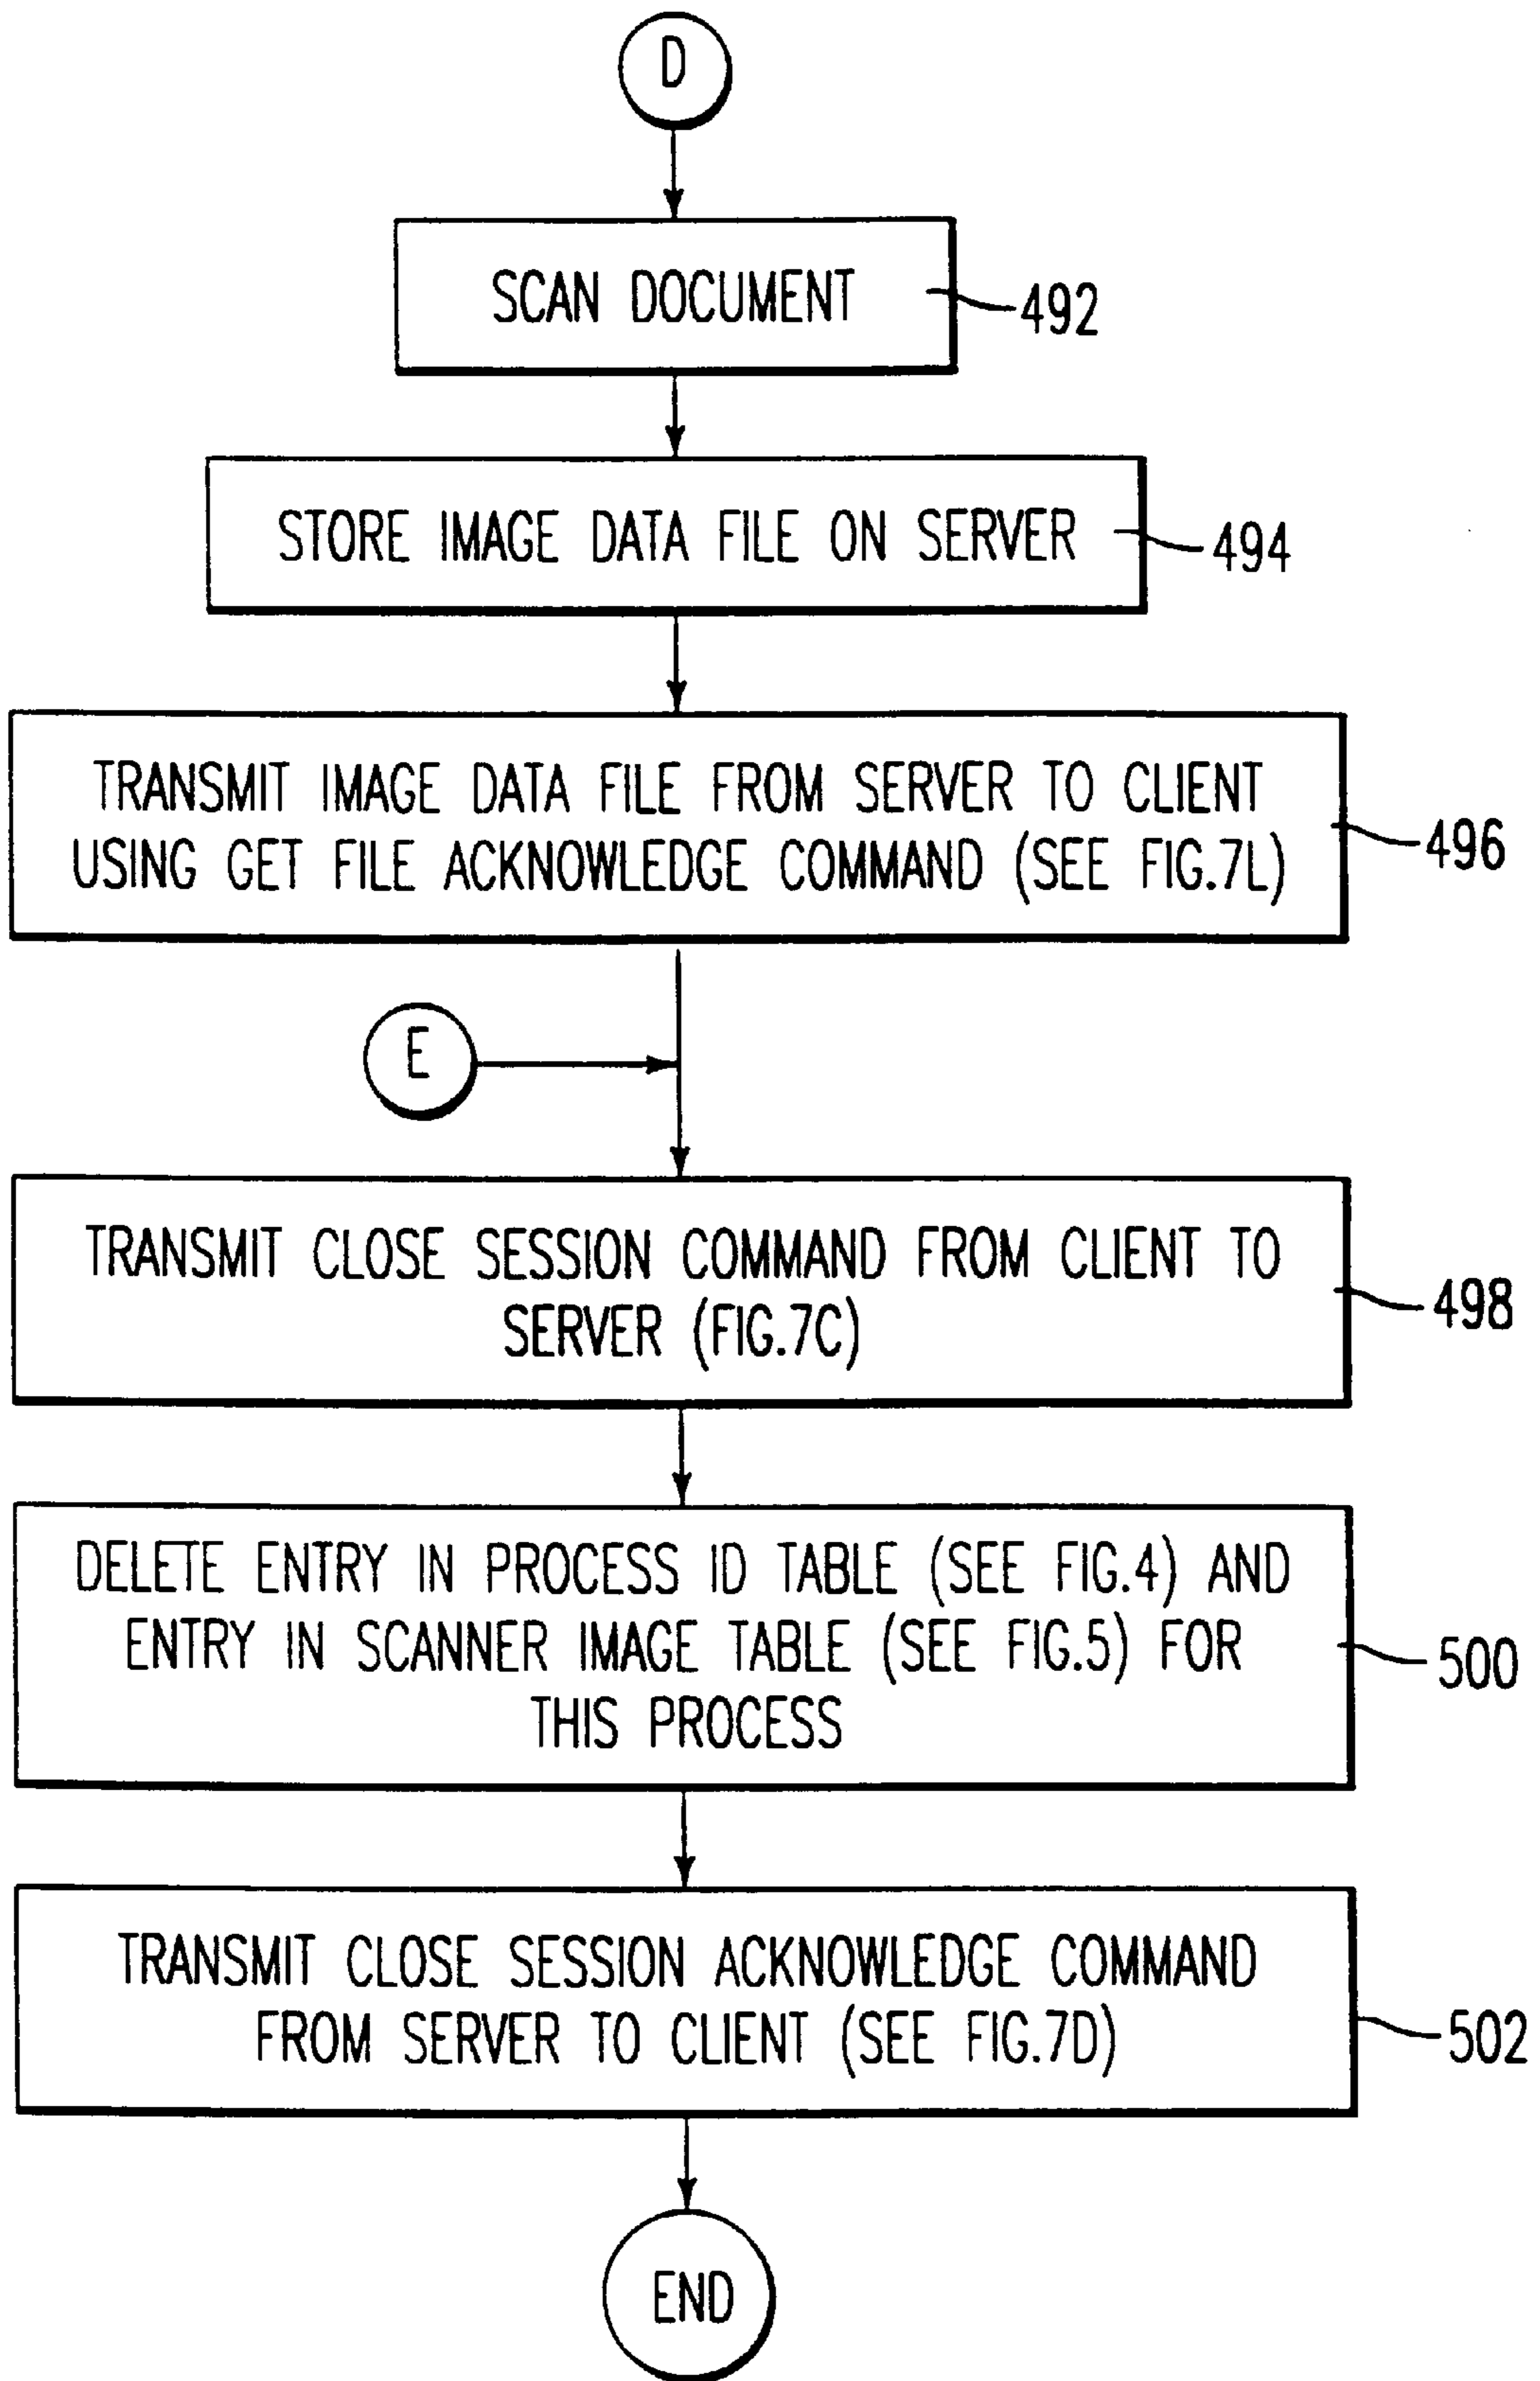 D
SCAN DOCUMENT
492
STORE IMAGE DATA FILE ON SERVER
494
TRANSMIT IMAGE DATA FILE FROM SERVER TO CLIENT
USING GET FILE ACKNOWLEDGE COMMAND (SEE FIG.7L)
496
E
TRANSMIT CLOSE SESSION COMMAND FROM CLIENT TO
SERVER (FIG.7C)
498
DELETE ENTRY IN PROCESS ID TABLE (SEE FIG.4) AND
ENTRY IN SCANNER IMAGE TABLE (SEE FIG.5) FOR
THIS PROCESS
500
TRANSMIT CLOSE SESSION ACKNOWLEDGE COMMAND
FROM SERVER TO CLIENT (SEE FIG.7D)
502
END